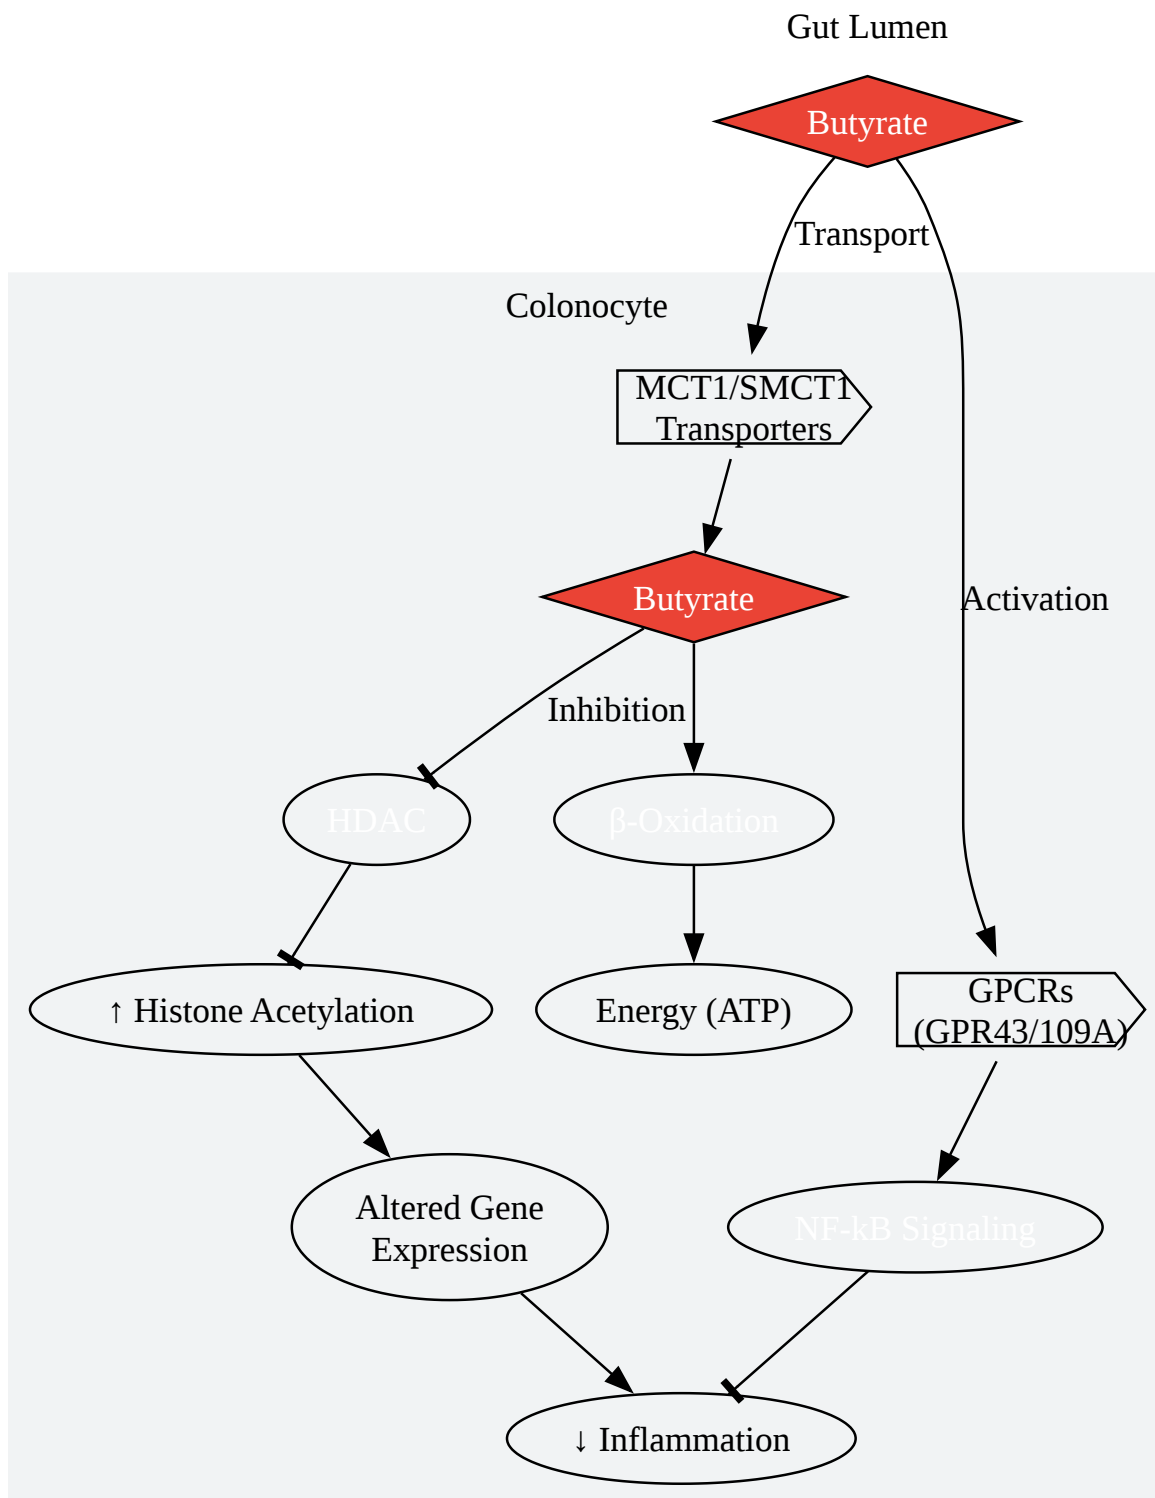 Gut Lumen
Butyrate
Transport
Colonocyte
MCT1/SMCT1
Transporters
Butyrate
Activation
Inhibition
HDAC
β-Oxidation
↑ Histone Acetylation
Energy (ATP)
GPCRs
(GPR43/109A)
Altered Gene
Expression
NF-kB Signaling
↓ Inflammation